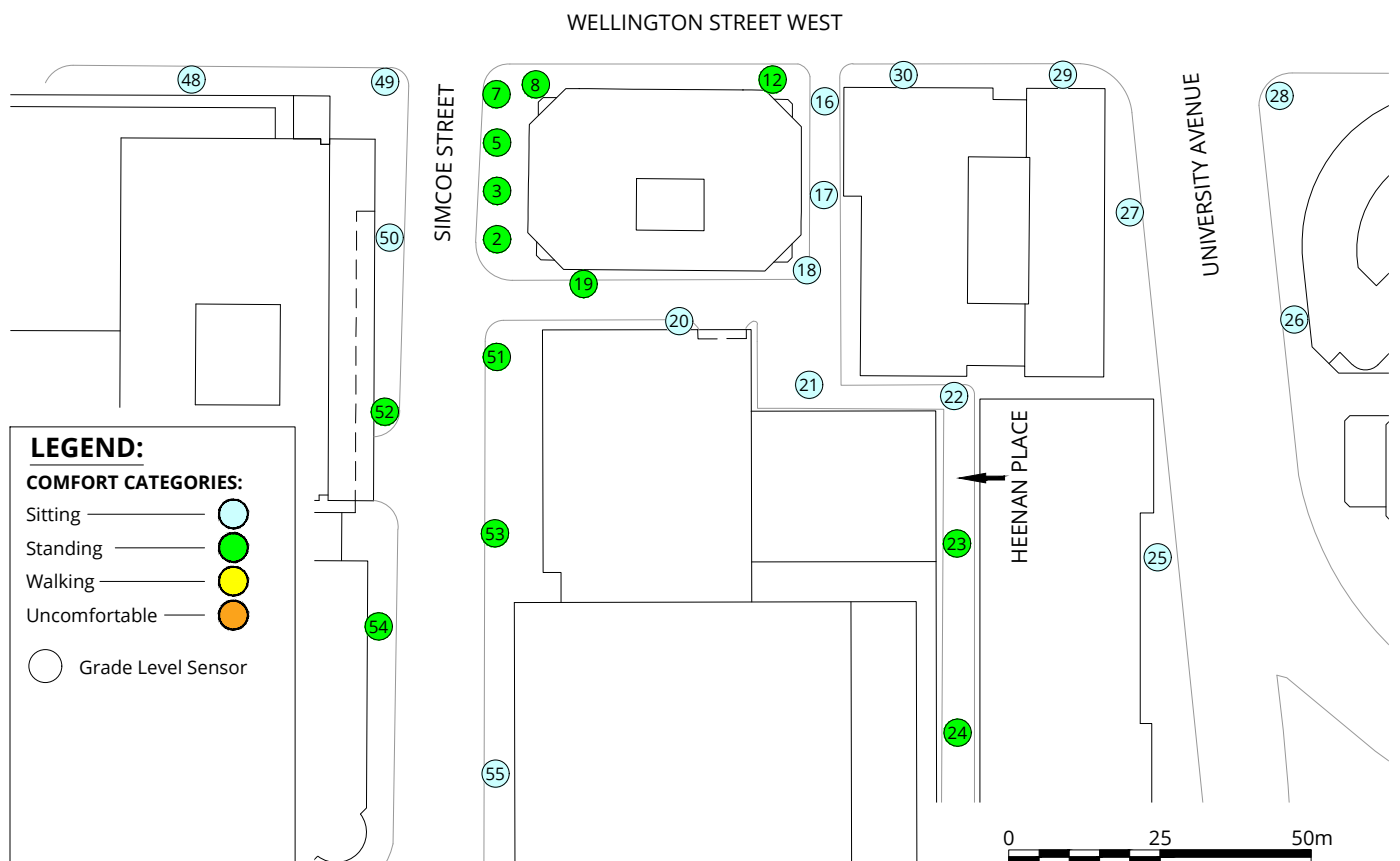 WELLINGTON STREET WEST
48
49
7
8
12
16
30
29
28
SIMCOE STREET
UNIVERSITY AVENUE
5
3
17
27
50
2
18
19
20
26
51
21
22
52
HEENAN PLACE
LEGEND:
COMFORT CATEGORIES:
Sitting
Standing
Walking
Uncomfortable
Grade Level Sensor
53
23
25
54
24
55
0 25 50m